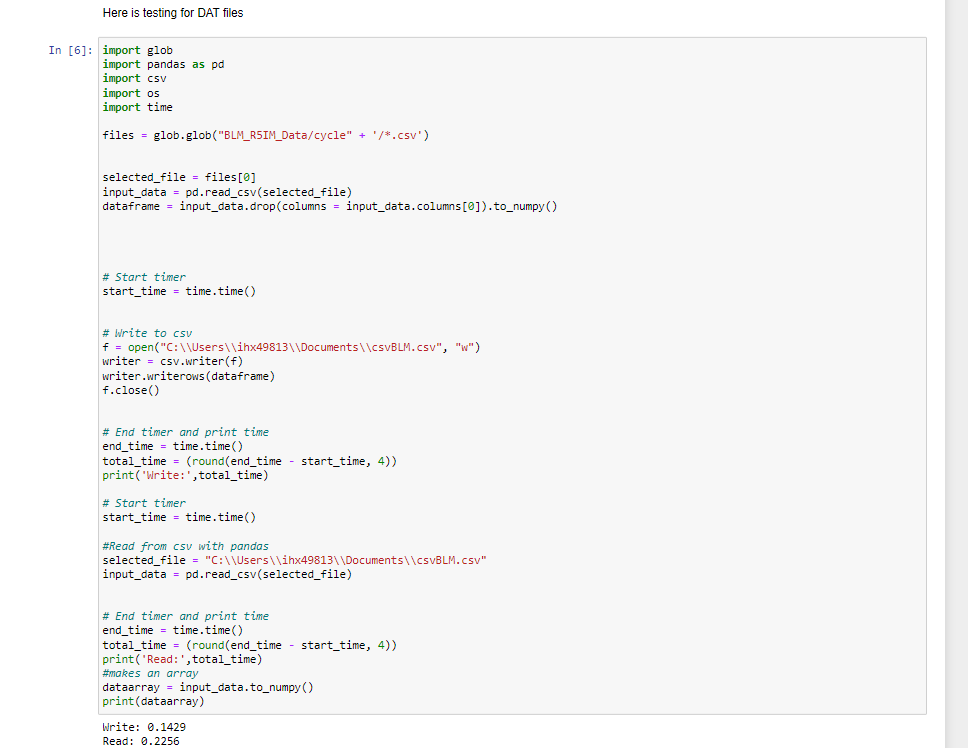 Here is testing for DAT files
In [6]: import glob
import pandas as pd
import csv
import os
import time
files = glob.glob("BLM_R5IM_Data/cycle" + '/*.csv')
selected_file = files[0]
input_data = pd.read_csv(selected_file)
dataframe = input_data.drop(columns = input_data.columns[0]).to_numpy()
# Start timer
start_time = time.time()
# Write to csv
f = open("C:\\Users\\ihx49813\\Documents\\csvBLM.csv", "w")
writer = csv.writer(f)
writer.writerows(dataframe)
f.close()
# End timer and print time
end_time = time.time()
total_time = (round(end_time - start_time, 4))
print('Write:',total_time)
# Start timer
start_time = time.time()
#Read from csv with pandas
selected_file = "C:\\Users\\ihx49813\\Documents\\csvBLM.csv"
input_data = pd.read_csv(selected_file)
# End timer and print time
end_time = time.time()
total_time = (round(end_time - start_time, 4))
print('Read:',total_time)
#makes an array
dataarray = input_data.to_numpy()
print(dataarray)
Write: 0.1429
Read: 0.2256